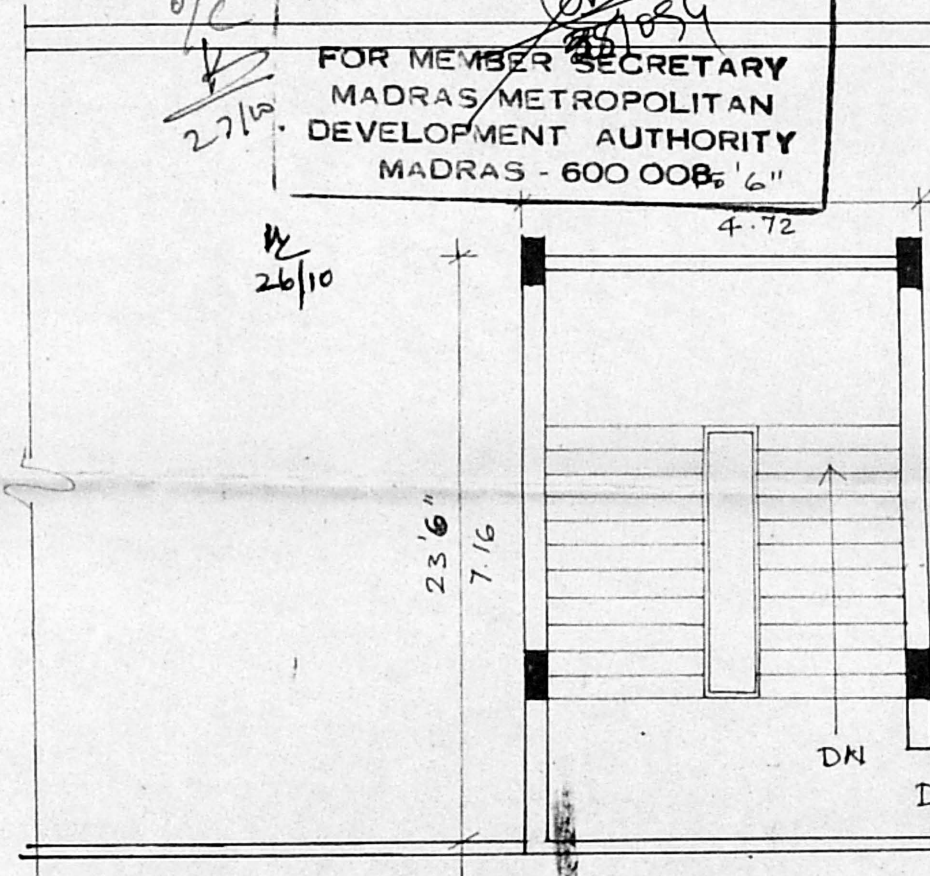 FOR MEMBER SECRETARY
MADRAS METROPOLITAN
DEVELOPMENT AUTHORITY
MADRAS - 600 008
'6"
4.72
27/10.
26/10
23'6"
7.16
DN
D